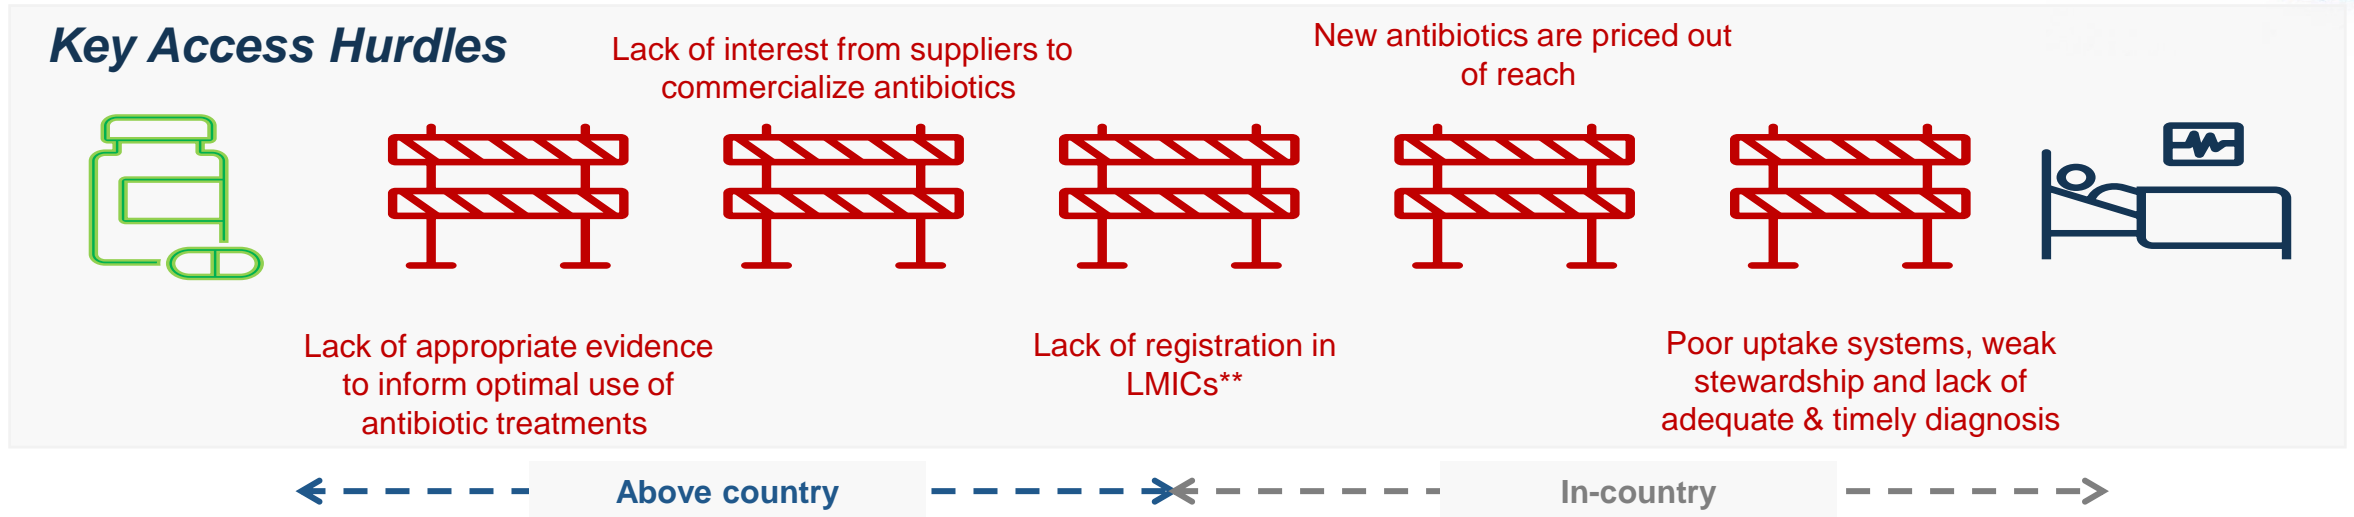 Key Access Hurdles
Lack of interest from suppliers to
commercialize antibiotics
New antibiotics are priced out
of reach
Lack of appropriate evidence
to inform optimal use of
antibiotic treatments
Lack of registration in
LMICs**
Poor uptake systems, weak
stewardship and lack of
adequate & timely diagnosis
Above country
In-country